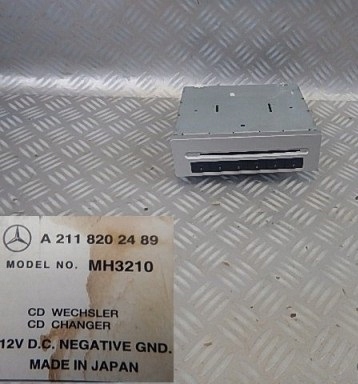 A 211 820 24 89
MODEL NO. MH3210
CD WECHSLER
CD CHANGER
12V D.C. NEGATIVE GND.
MADE IN JAPAN